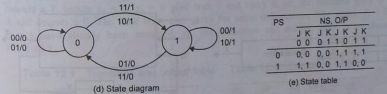 11/1
10/1
00/0
01/0
0
1
00/1
10/1
01/0
11/0
(d) State diagram
PS NS, O/P
J K J K J K J K
0 0 0 1 1 0 1 1
0 0, 0 0, 0 1, 1 1, 1
1 1, 1 0, 0 1, 1 0, 0
(e) State table